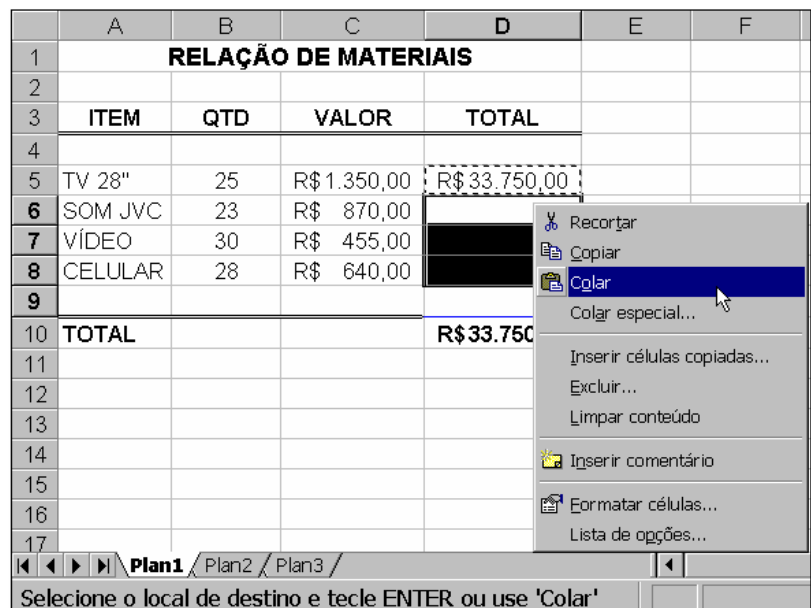 A B C D E F
1 RELAÇÃO DE MATERIAIS
2
3 ITEM QTD VALOR TOTAL
4
5 TV 28" 25 R$1.350,00 R$33.750,00
6 SOM JVC 23 R$ 870,00
7 VÍDEO 30 R$ 455,00
8 CELULAR 28 R$ 640,00
9
10 TOTAL R$33.750
11
12
13
14
15
16
17
Recortar
Copiar
Colar
Colar especial...
Inserir células copiadas...
Excluir...
Limpar conteúdo
Inserir comentário
Formatar células...
Lista de opções...
Plan1 Plan2 Plan3
Selecione o local de destino e tecle ENTER ou use 'Colar'